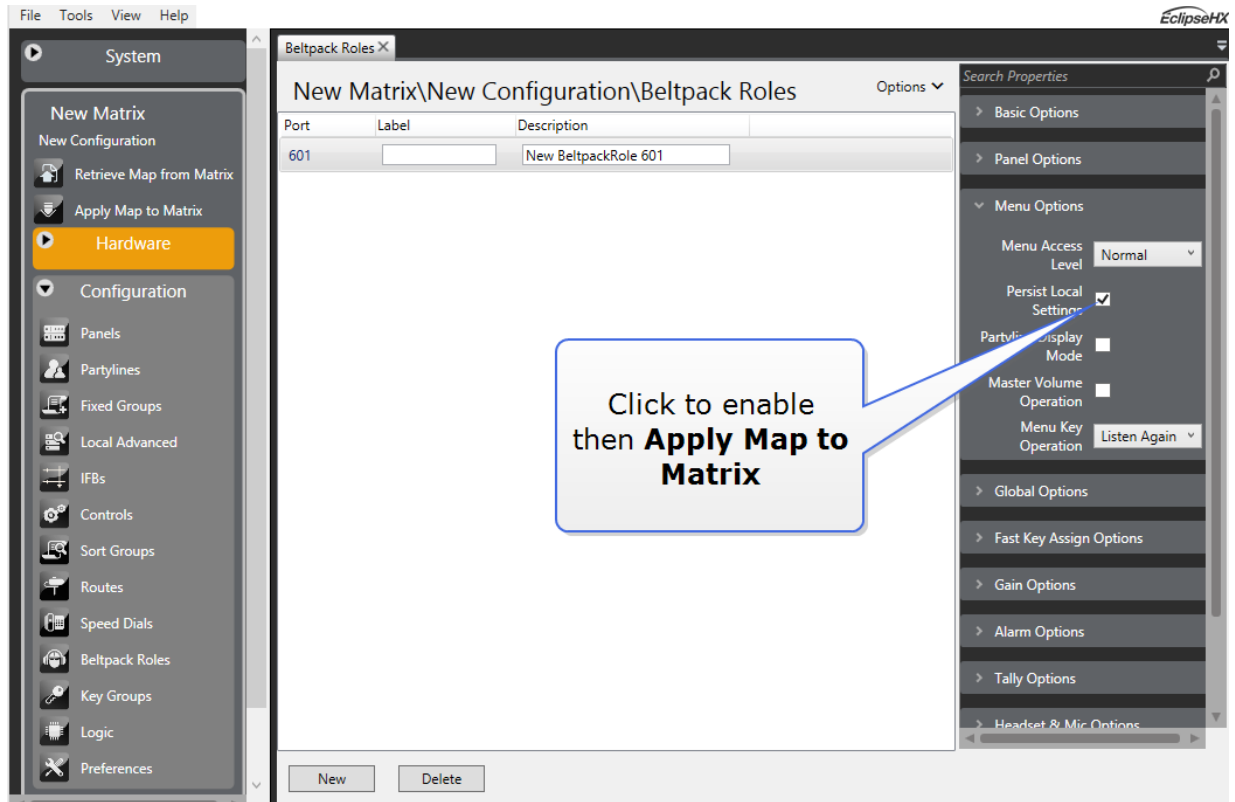 File Tools View Help
EclipseHX
System
New Matrix
New Configuration
Retrieve Map from Matrix
Apply Map to Matrix
Hardware
Configuration
Panels
Partylines
Fixed Groups
Local Advanced
IFBs
Controls
Sort Groups
Routes
Speed Dials
Beltpack Roles
Key Groups
Logic
Preferences
Beltpack Roles
New Matrix\New Configuration\Beltpack Roles
Options
Port Label Description
601 New BeltpackRole 601
Click to enable
then Apply Map to
Matrix
New Delete
Search Properties
Basic Options
Panel Options
Menu Options
Menu Access
Level
Normal
Persist Local
Settings
Partyline Display
Mode
Master Volume
Operation
Menu Key
Operation
Listen Again
Global Options
Fast Key Assign Options
Gain Options
Alarm Options
Tally Options
Headset & Mic Options